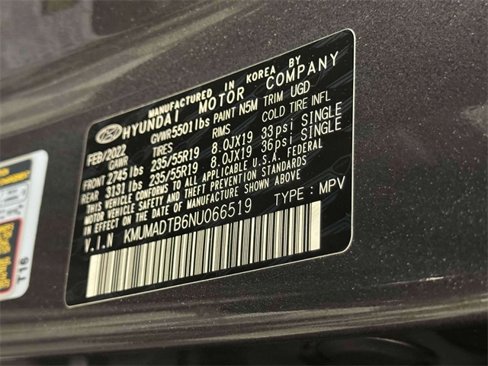 MANUFACTURED IN KOREA BY
HYUNDAI MOTOR COMPANY
FEB/2022 GVWR5501lbs PAINT N5M TRIM UGD
GAWR TIRES RIMS COLD TIRE INFL
FRONT 2745 lbs 235/55R19 8.0JX19 33psi SINGLE
REAR 3131 lbs 235/55R19 8.0JX19 36psi SINGLE
THIS VEHICLE CONFORMS TO ALL APPLICABLE U.S. FEDERAL
MOTOR VEHICLE SAFETY AND THEFT PREVENTION STANDARDS
IN EFFECT ON THE DATE OF MANUFACTURE SHOWN ABOVE.
V.I.N KMUMADTB6NU066519 TYPE : MPV
T16